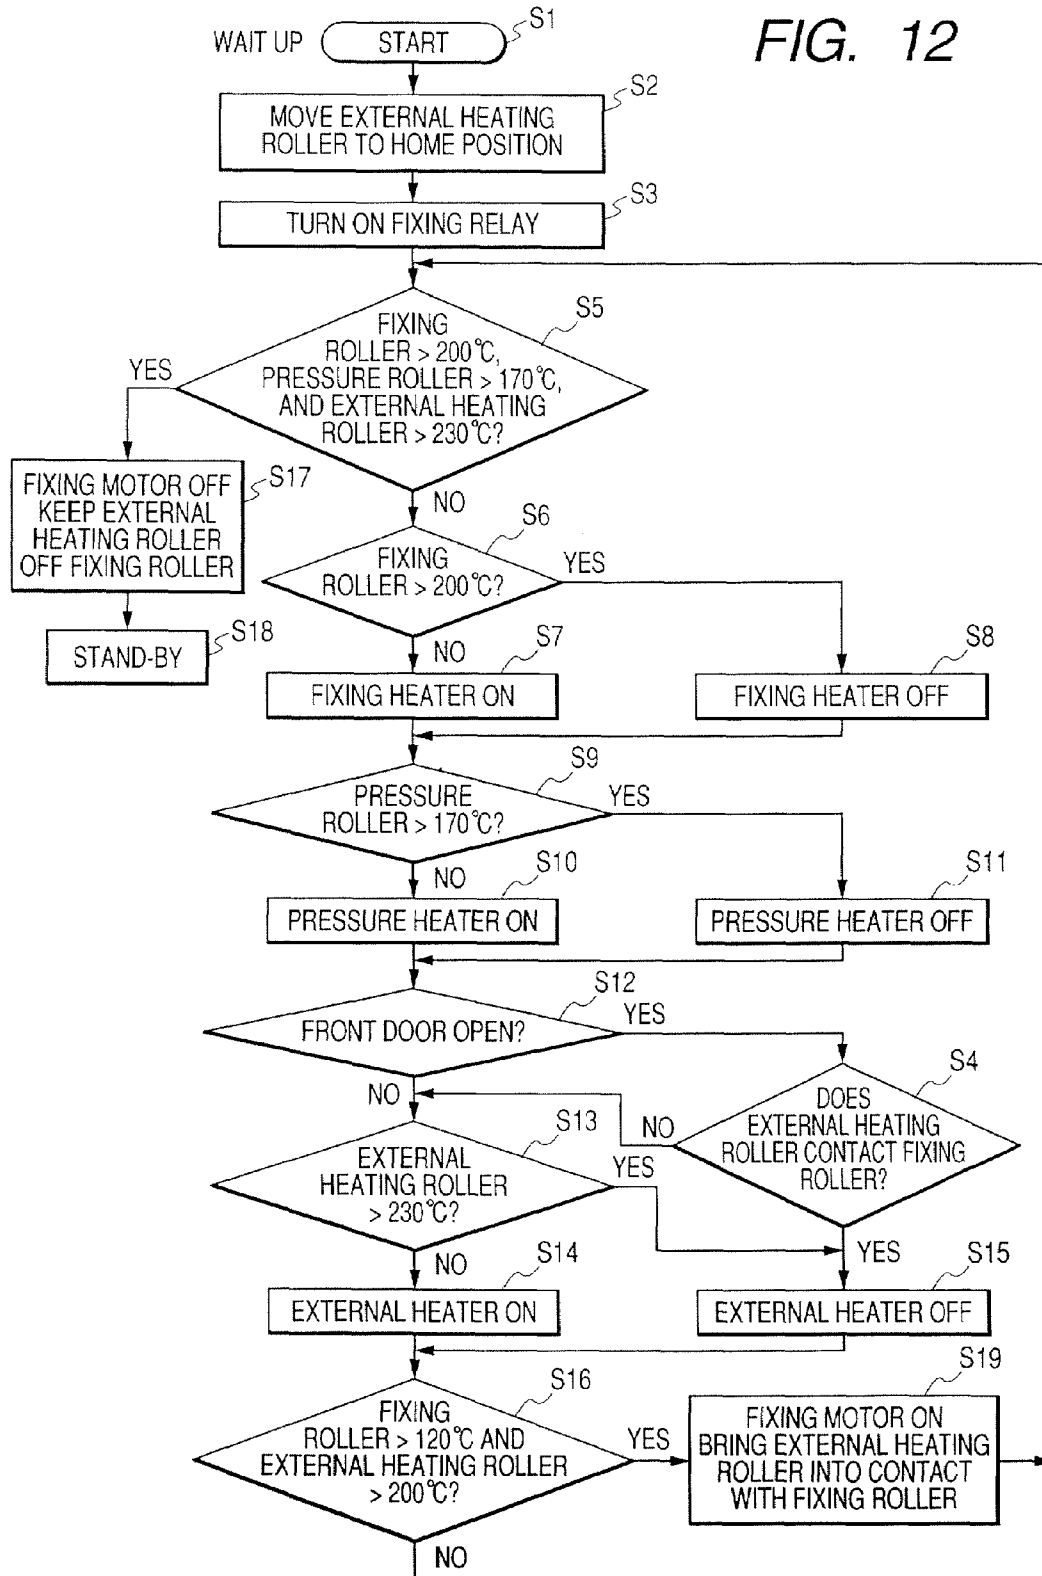 FIG. 12
WAIT UP
START
S1
S2
MOVE EXTERNAL HEATING
ROLLER TO HOME POSITION
S3
TURN ON FIXING RELAY
S5
FIXING
ROLLER > 200°C,
PRESSURE ROLLER > 170°C,
AND EXTERNAL HEATING
ROLLER > 230°C?
YES
NO
S17
FIXING MOTOR OFF
KEEP EXTERNAL
HEATING ROLLER
OFF FIXING ROLLER
S18
STAND-BY
S6
FIXING
ROLLER > 200°C?
YES
NO
S7
FIXING HEATER ON
S8
FIXING HEATER OFF
S9
PRESSURE
ROLLER > 170°C?
YES
NO
S10
PRESSURE HEATER ON
S11
PRESSURE HEATER OFF
S12
FRONT DOOR OPEN?
YES
NO
S4
DOES
EXTERNAL HEATING
ROLLER CONTACT FIXING
ROLLER?
NO
YES
S13
EXTERNAL
HEATING ROLLER
> 230°C?
YES
NO
S14
EXTERNAL HEATER ON
S15
EXTERNAL HEATER OFF
S16
FIXING
ROLLER > 120°C AND
EXTERNAL HEATING ROLLER
> 200°C?
YES
NO
S19
FIXING MOTOR ON
BRING EXTERNAL HEATING
ROLLER INTO CONTACT
WITH FIXING ROLLER